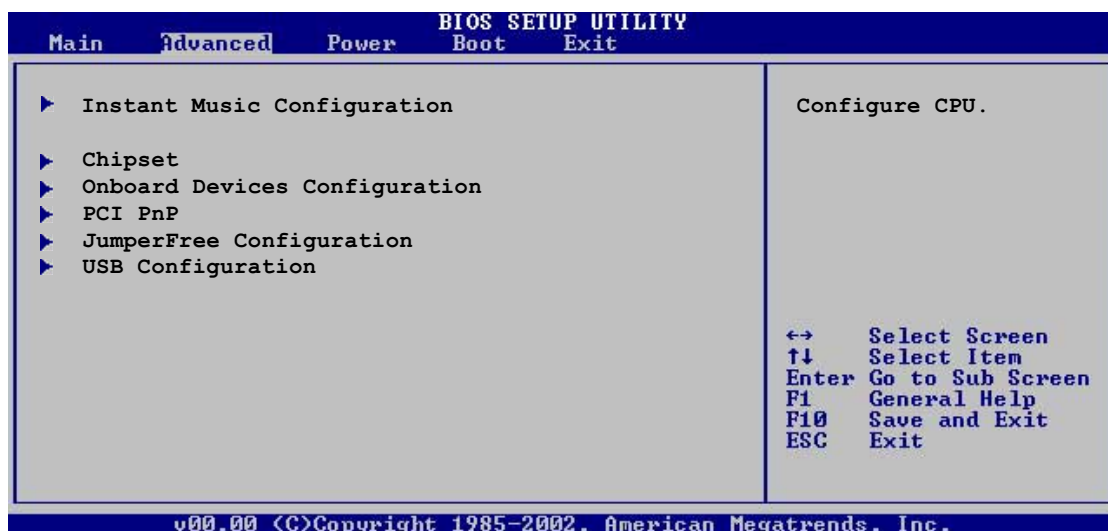 BIOS SETUP UTILITY
Main Advanced Power Boot Exit
Instant Music Configuration
Chipset
Onboard Devices Configuration
PCI PnP
JumperFree Configuration
USB Configuration
Configure CPU.
←→ Select Screen
↑↓ Select Item
Enter Go to Sub Screen
F1 General Help
F10 Save and Exit
ESC Exit
v00.00 (C)Copyright 1985-2002, American Megatrends, Inc.